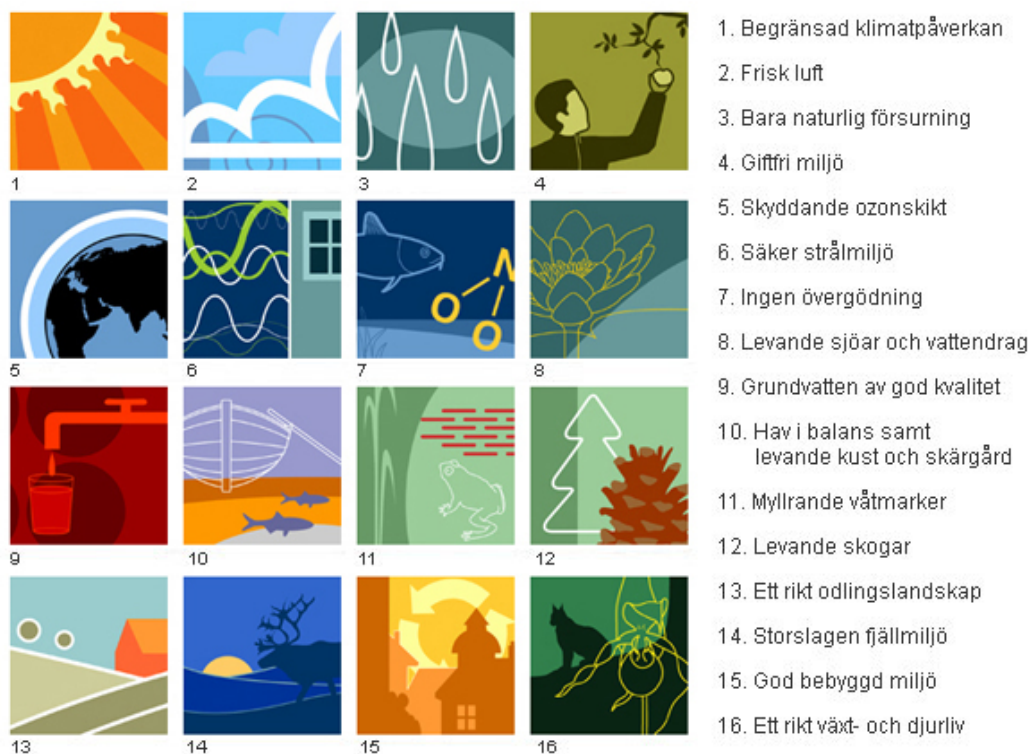 1
2
3
4
5
6
7
8
9
10
11
12
13
14
15
16
N
O
O
1. Begränsad klimatpåverkan
2. Frisk luft
3. Bara naturlig försurning
4. Giftfri miljö
5. Skyddande ozonskikt
6. Säker strålmiljö
7. Ingen övergödning
8. Levande sjöar och vattendrag
9. Grundvatten av god kvalitet
10. Hav i balans samt
levande kust och skärgård
11. Myllrande våtmarker
12. Levande skogar
13. Ett rikt odlingslandskap
14. Storslagen fjällmiljö
15. God bebyggd miljö
16. Ett rikt växt- och djurliv